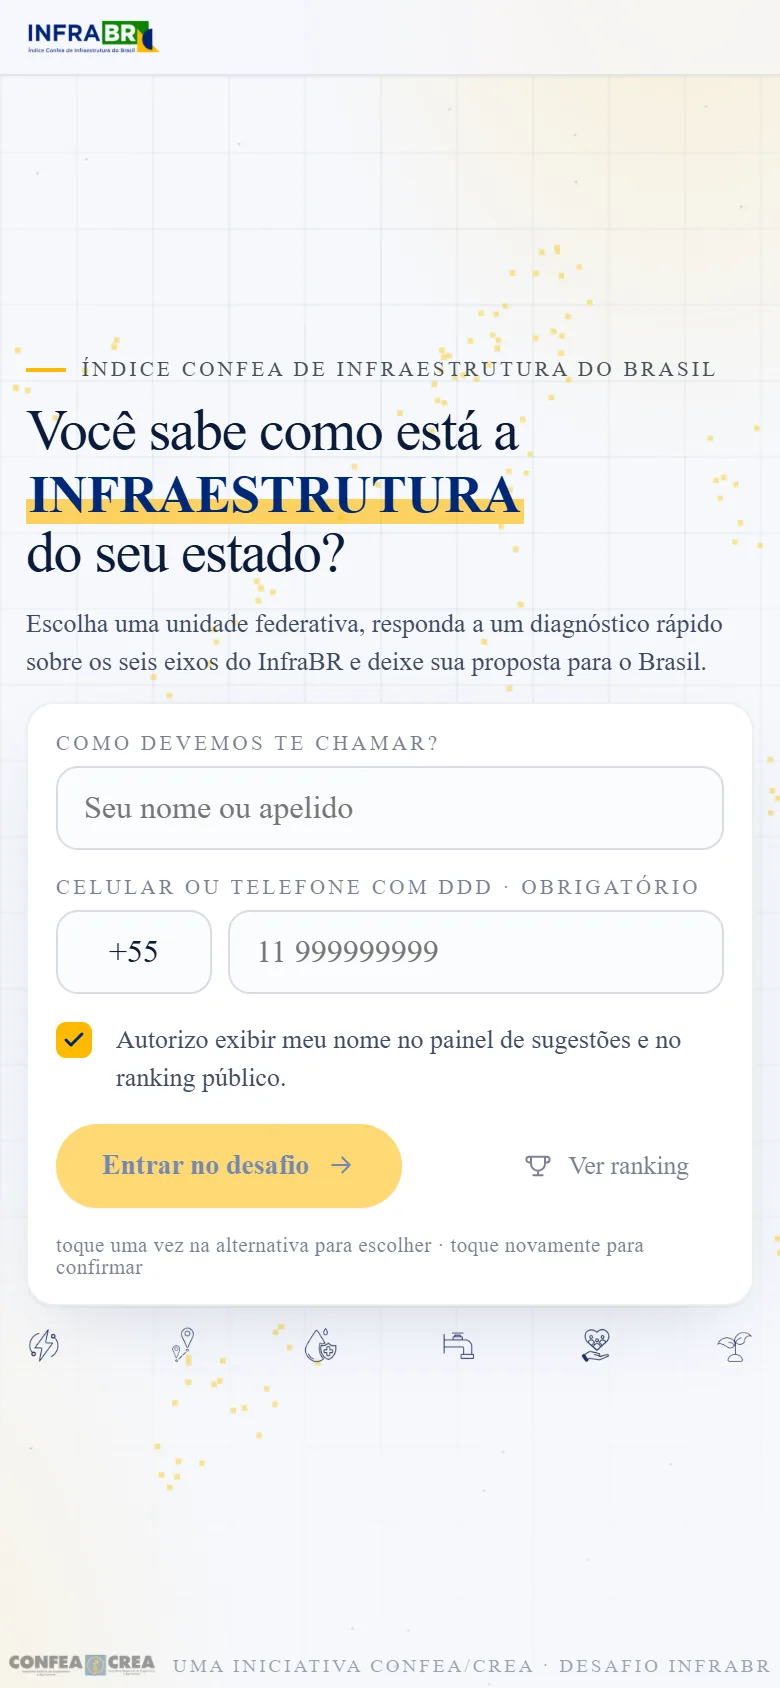 INFRABR
Índice Confea de Infraestrutura do Brasil
ÍNDICE CONFEA DE INFRAESTRUTURA DO BRASIL
Você sabe como está a
INFRAESTRUTURA
do seu estado?
Escolha uma unidade federativa, responda a um diagnóstico rápido
sobre os seis eixos do InfraBR e deixe sua proposta para o Brasil.
COMO DEVEMOS TE CHAMAR?
Seu nome ou apelido
CELULAR OU TELEFONE COM DDD · OBRIGATÓRIO
+55
11 999999999
Autorizo exibir meu nome no painel de sugestões e no
ranking público.
Entrar no desafio →
Ver ranking
toque uma vez na alternativa para escolher · toque novamente para
confirmar
CONFEA CREA
UMA INICIATIVA CONFEA/CREA · DESAFIO INFRABR